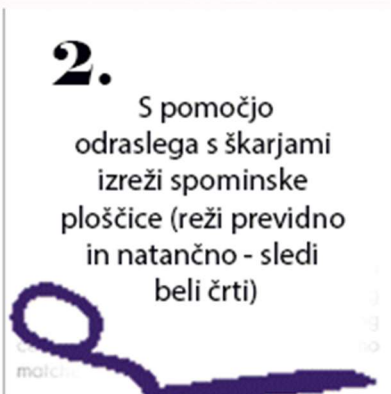 2.
S pomočjo
odraslega s škarjami
izreži spominske
ploščice (reži previdno
in natančno - sledi
beli črti)